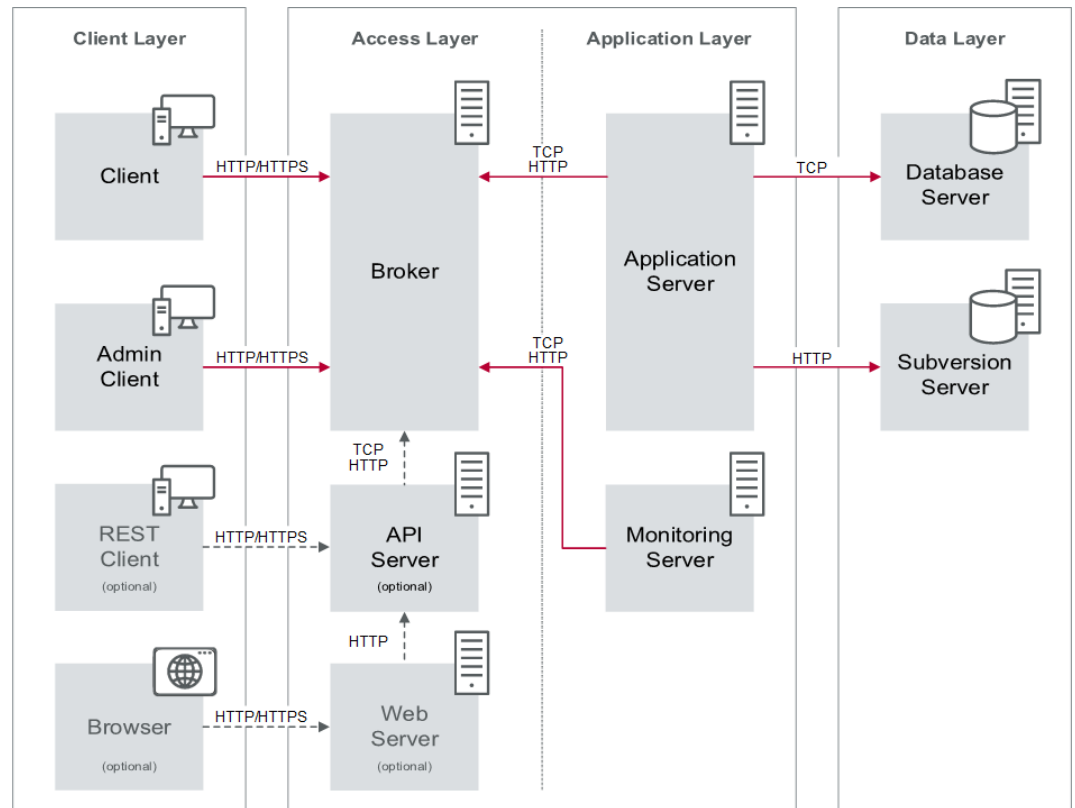 Client Layer
Access Layer
Application Layer
Data Layer
Client
HTTP/HTTPS
Broker
TCP
HTTP
Application
Server
TCP
Database
Server
Admin
Client
HTTP/HTTPS
TCP
HTTP
HTTP
Subversion
Server
TCP
HTTP
REST
Client
(optional)
HTTP/HTTPS
API
Server
(optional)
Monitoring
Server
HTTP
Browser
(optional)
HTTP/HTTPS
Web
Server
(optional)